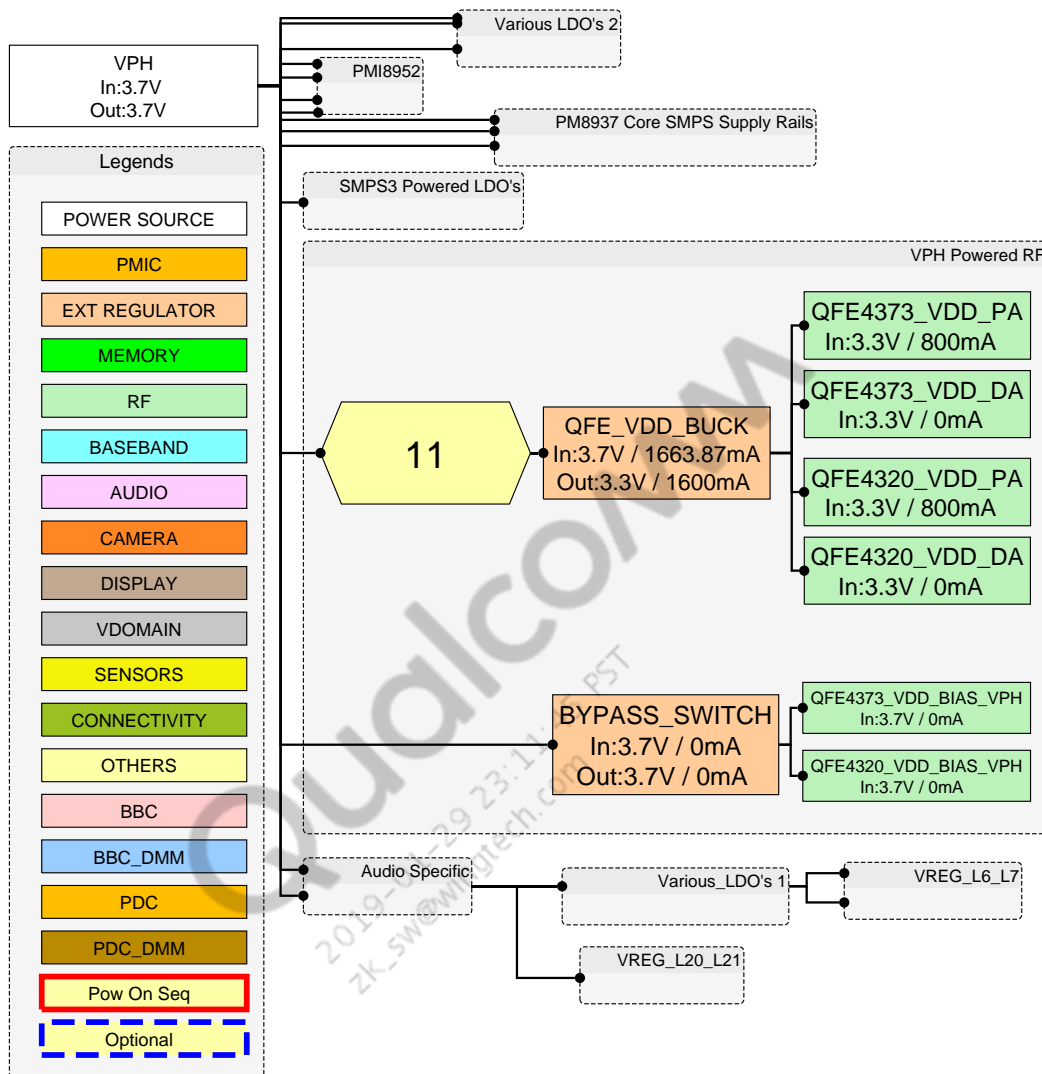 VPH
In:3.7V
Out:3.7V
Various LDO's 2
PMI8952
PM8937 Core SMPS Supply Rails
SMPS3 Powered LDO's
Legends
POWER SOURCE
PMIC
EXT REGULATOR
MEMORY
RF
BASEBAND
AUDIO
CAMERA
DISPLAY
VDOMAIN
SENSORS
CONNECTIVITY
OTHERS
BBC
BBC_DMM
PDC
PDC_DMM
Pow On Seq
Optional
VPH Powered RF
11
QFE_VDD_BUCK
In:3.7V / 1663.87mA
Out:3.3V / 1600mA
QFE4373_VDD_PA
In:3.3V / 800mA
QFE4373_VDD_DA
In:3.3V / 0mA
QFE4320_VDD_PA
In:3.3V / 800mA
QFE4320_VDD_DA
In:3.3V / 0mA
BYPASS_SWITCH
In:3.7V / 0mA
Out:3.7V / 0mA
QFE4373_VDD_BIAS_VPH
In:3.7V / 0mA
QFE4320_VDD_BIAS_VPH
In:3.7V / 0mA
Audio Specific
Various_LDO's 1
VREG_L6_L7
VREG_L20_L21
Qualcomm
PST